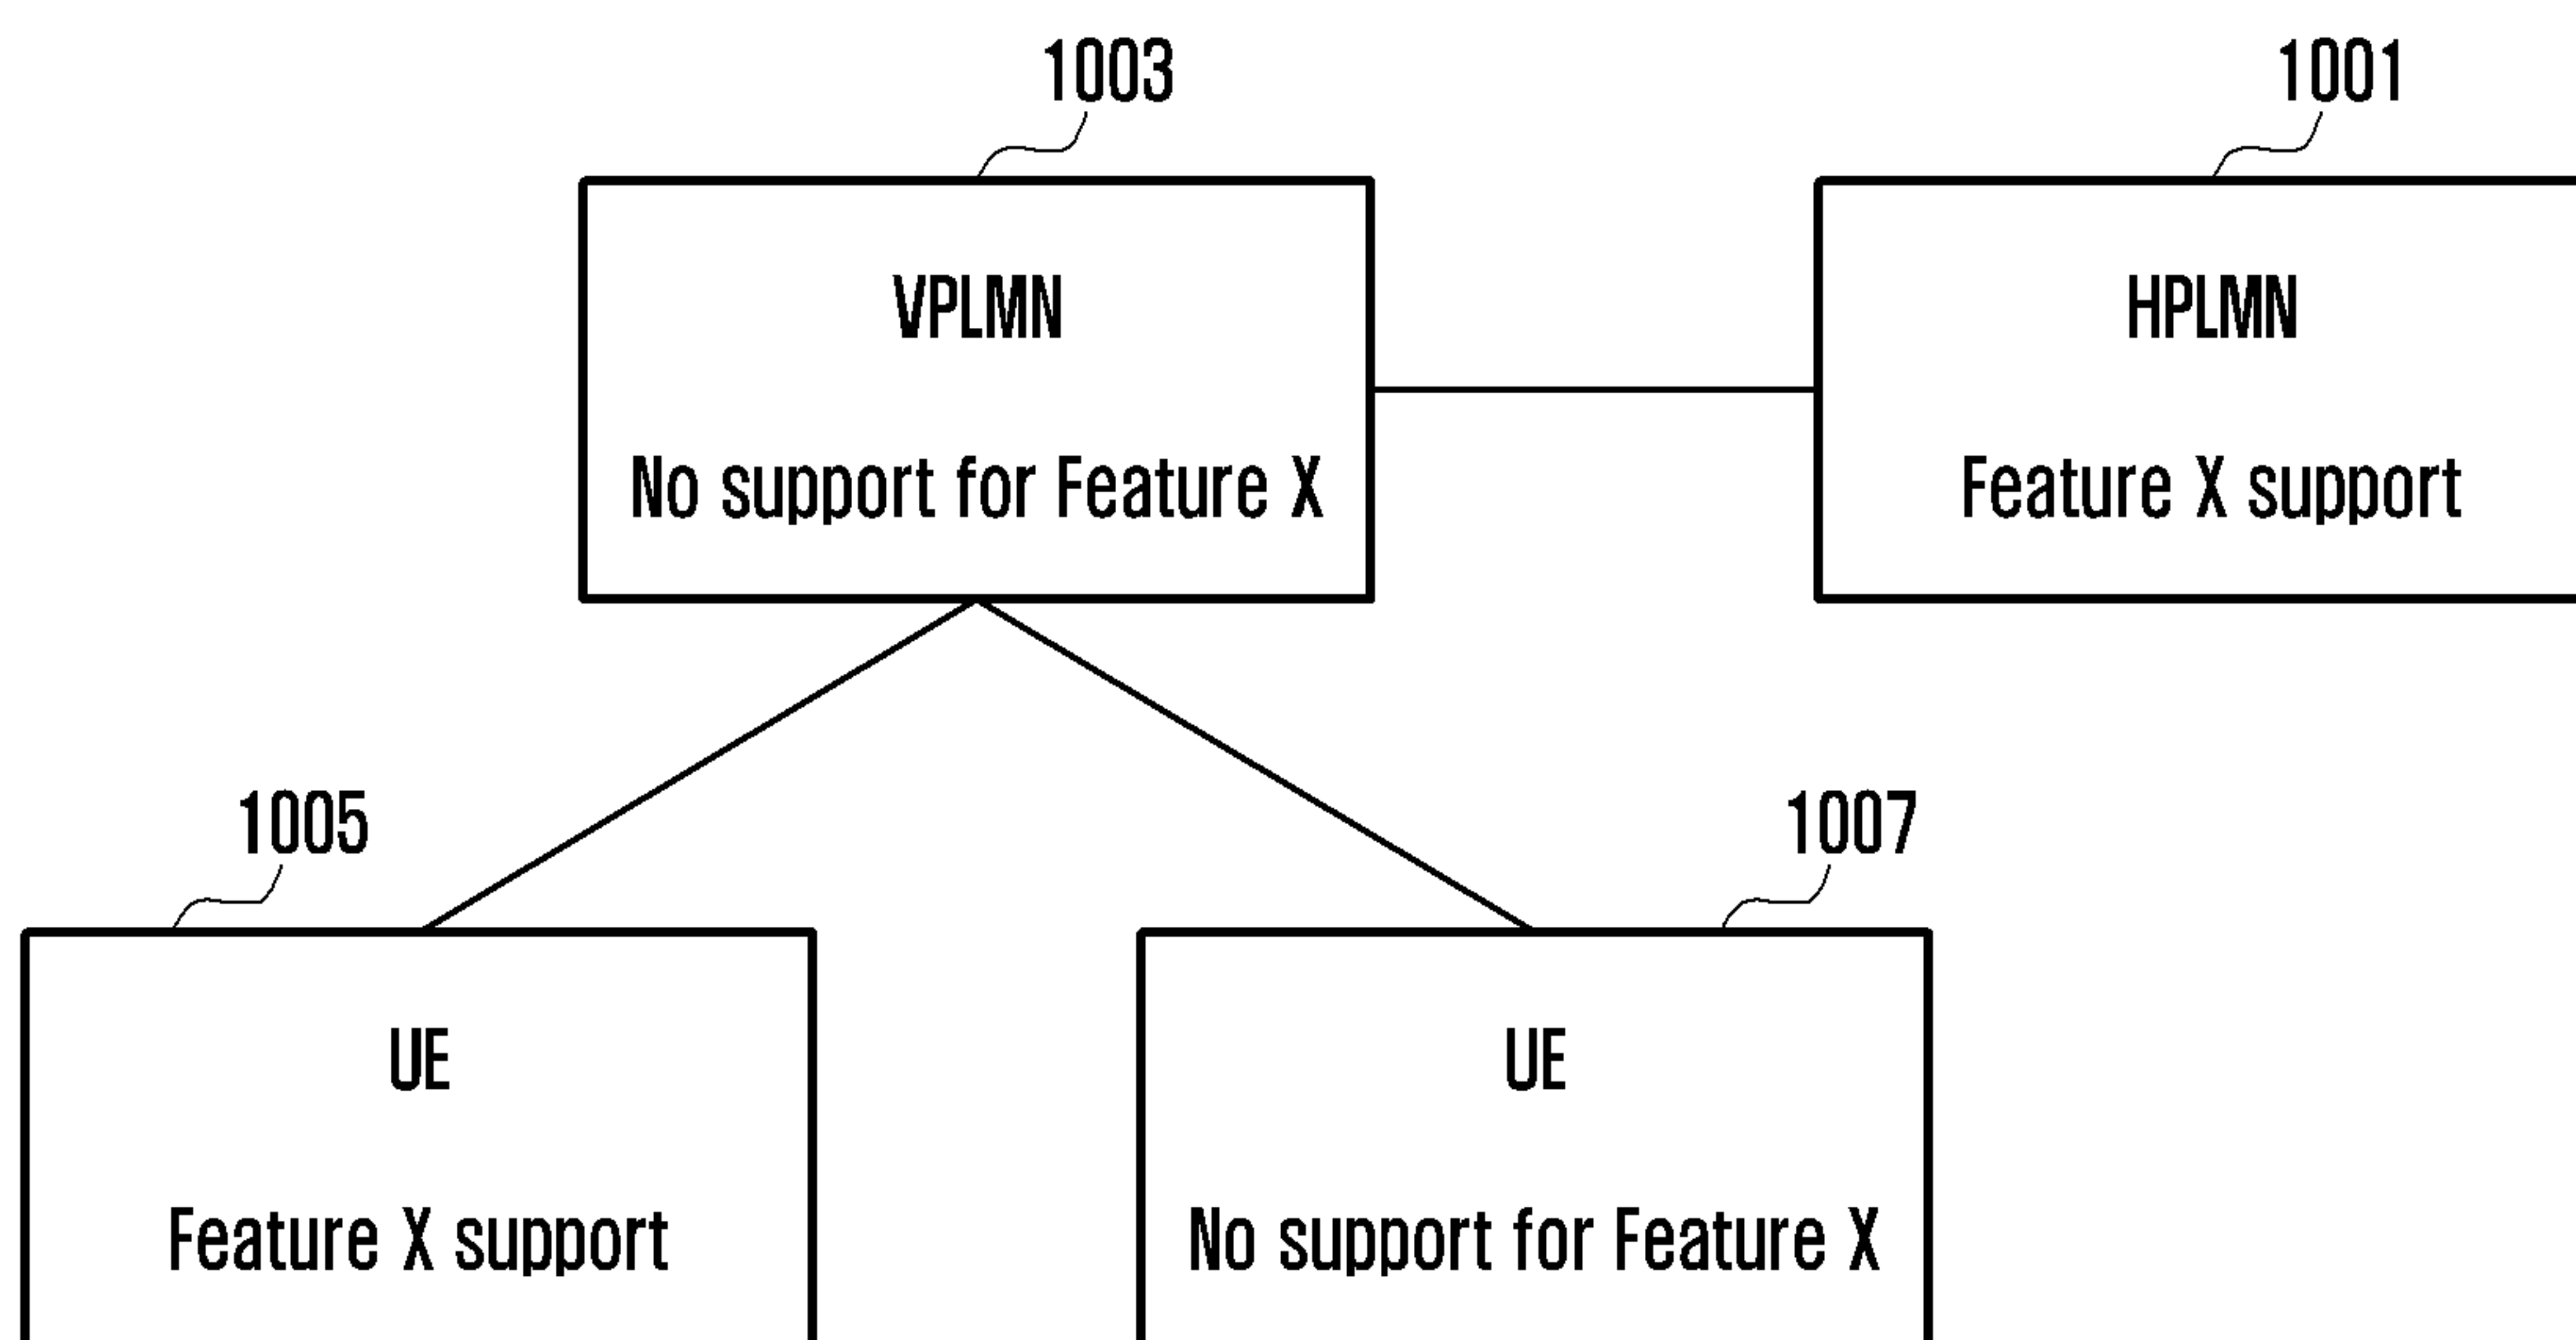 1003
1001
VPLMN
No support for Feature X
HPLMN
Feature X support
1005
1007
UE
Feature X support
UE
No support for Feature X